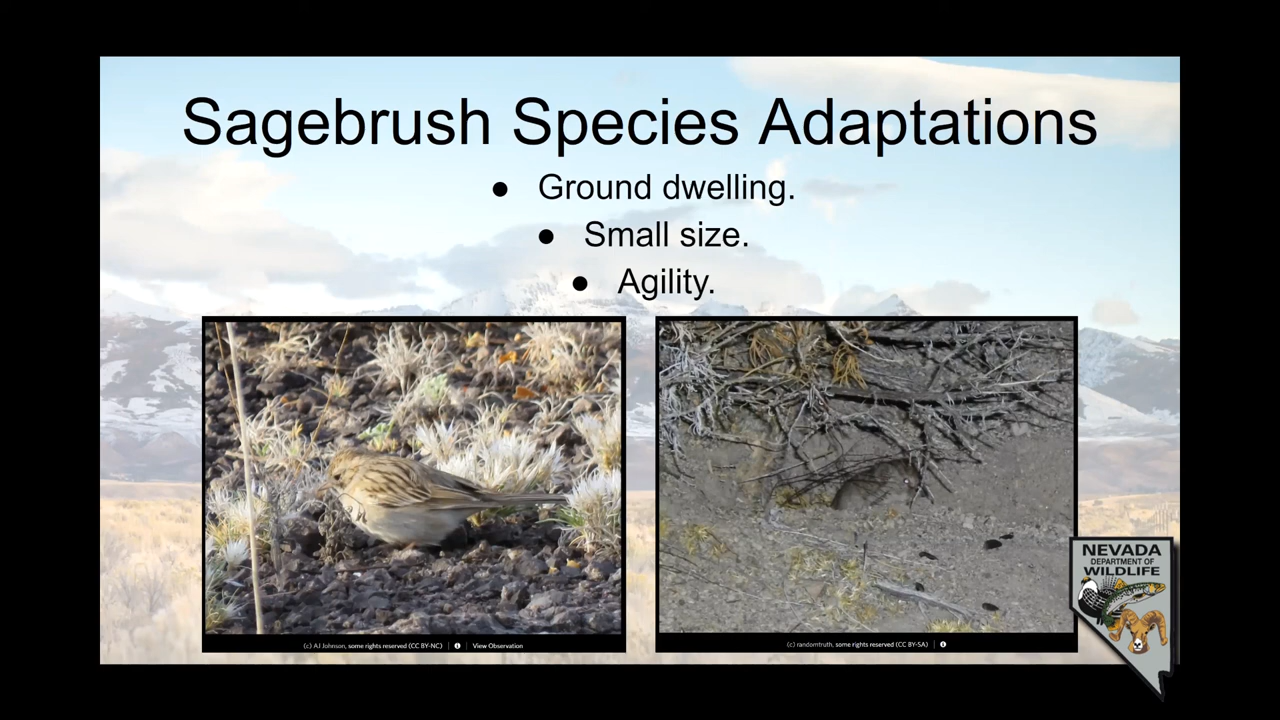 Sagebrush Species Adaptations
● Ground dwelling.
● Small size.
● Agility.
(c) AJ Johnson, some rights reserved (CC BY-NC) | View Observation
(c) randomtruth, some rights reserved (CC BY-SA)
NEVADA
DEPARTMENT OF
WILDLIFE